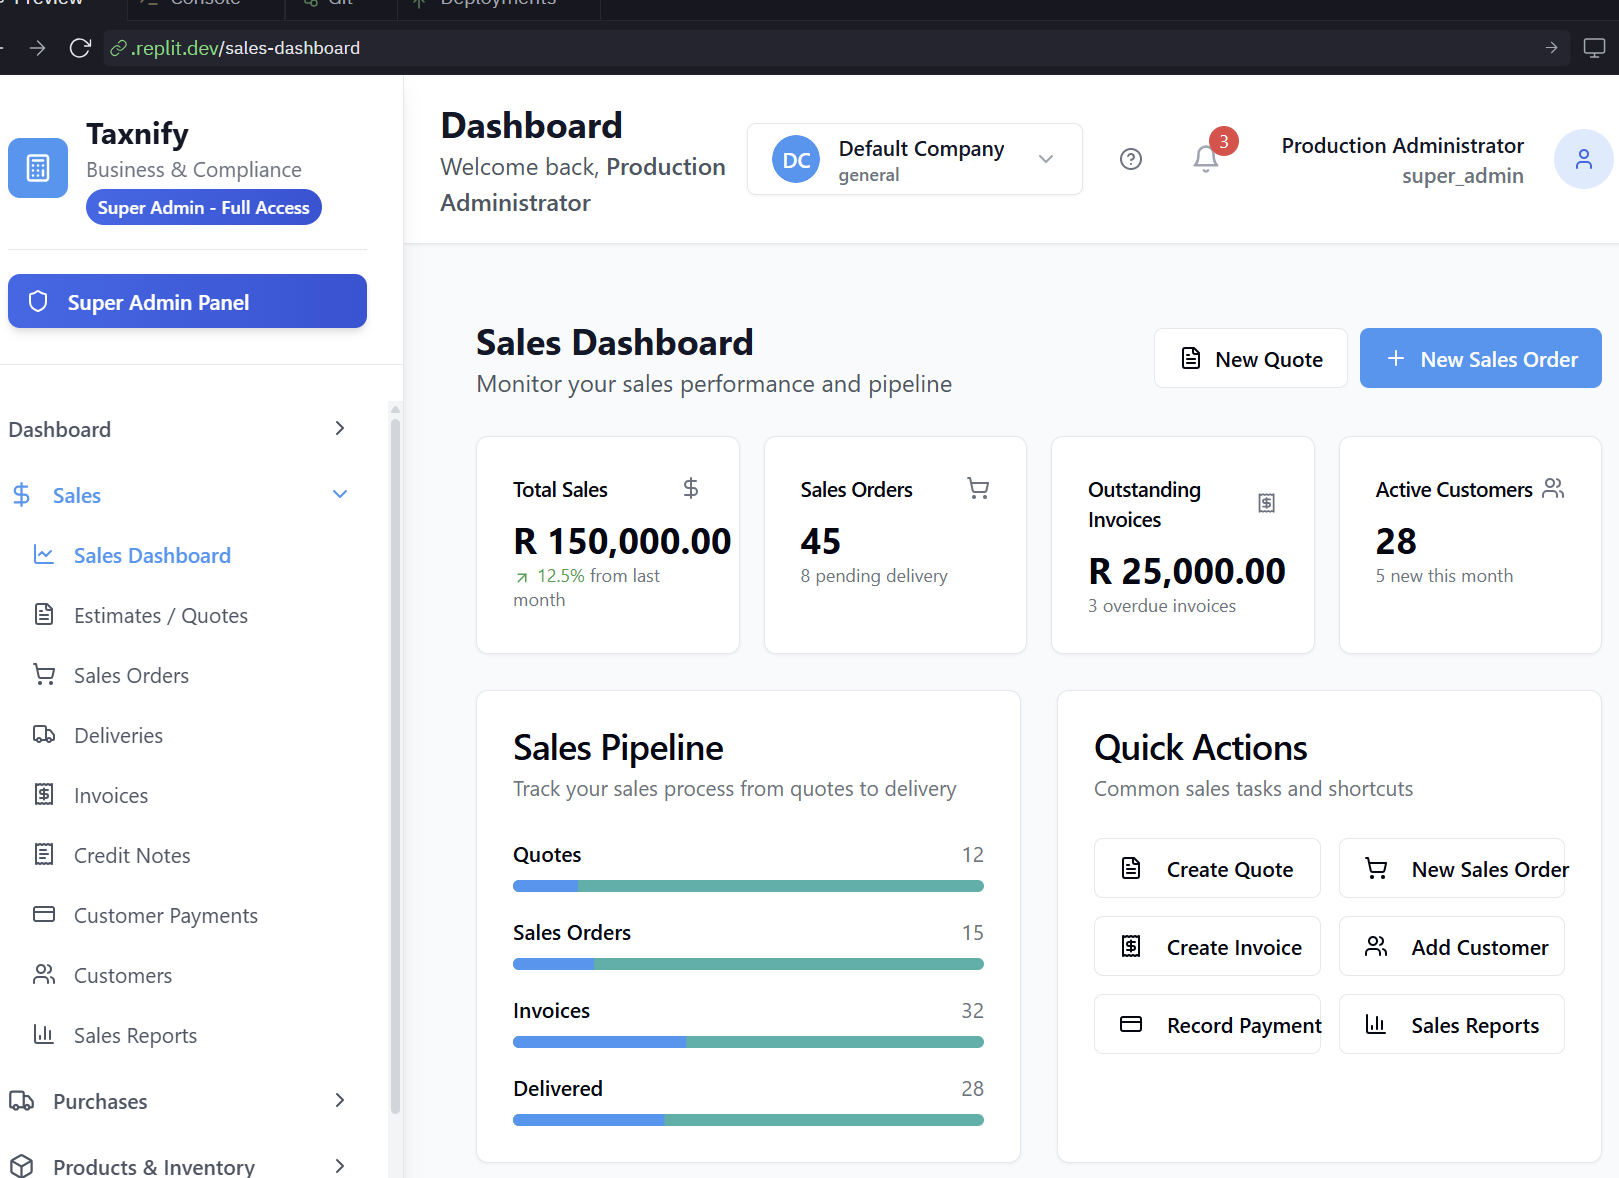 Preview
Console
Git
Deployments
.replit.dev/sales-dashboard
Taxnify
Business & Compliance
Super Admin - Full Access
Super Admin Panel
Dashboard
Sales
Sales Dashboard
Estimates / Quotes
Sales Orders
Deliveries
Invoices
Credit Notes
Customer Payments
Customers
Sales Reports
Purchases
Products & Inventory
Dashboard
Welcome back, Production
Administrator
DC
Default Company
general
3
Production Administrator
super_admin
Sales Dashboard
Monitor your sales performance and pipeline
New Quote
New Sales Order
Total Sales
R 150,000.00
12.5% from last
month
Sales Orders
45
8 pending delivery
Outstanding
Invoices
R 25,000.00
3 overdue invoices
Active Customers
28
5 new this month
Sales Pipeline
Track your sales process from quotes to delivery
Quotes 12
Sales Orders 15
Invoices 32
Delivered 28
Quick Actions
Common sales tasks and shortcuts
Create Quote
New Sales Order
Create Invoice
Add Customer
Record Payment
Sales Reports